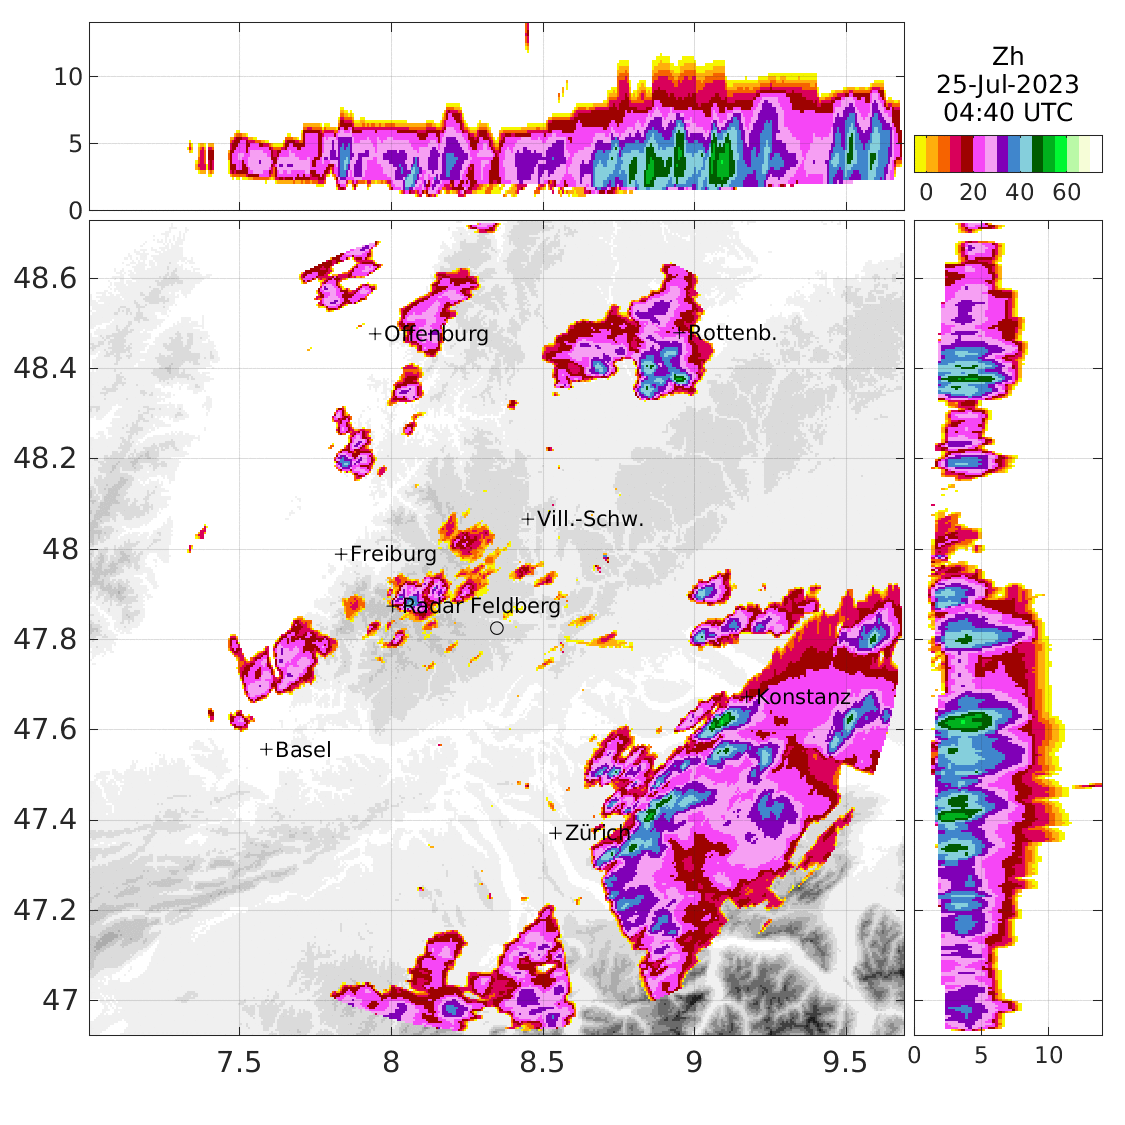 10
5
0
Zh
25-Jul-2023
04:40 UTC
0 20 40 60
48.6
48.4
48.2
48
47.8
47.6
47.4
47.2
47
+Offenburg
+Rottenb.
+Vill.-Schw.
+Freiburg
+Radar Feldberg
+Konstanz
+Basel
+Zürich
7.5 8 8.5 9 9.5
0 5 10